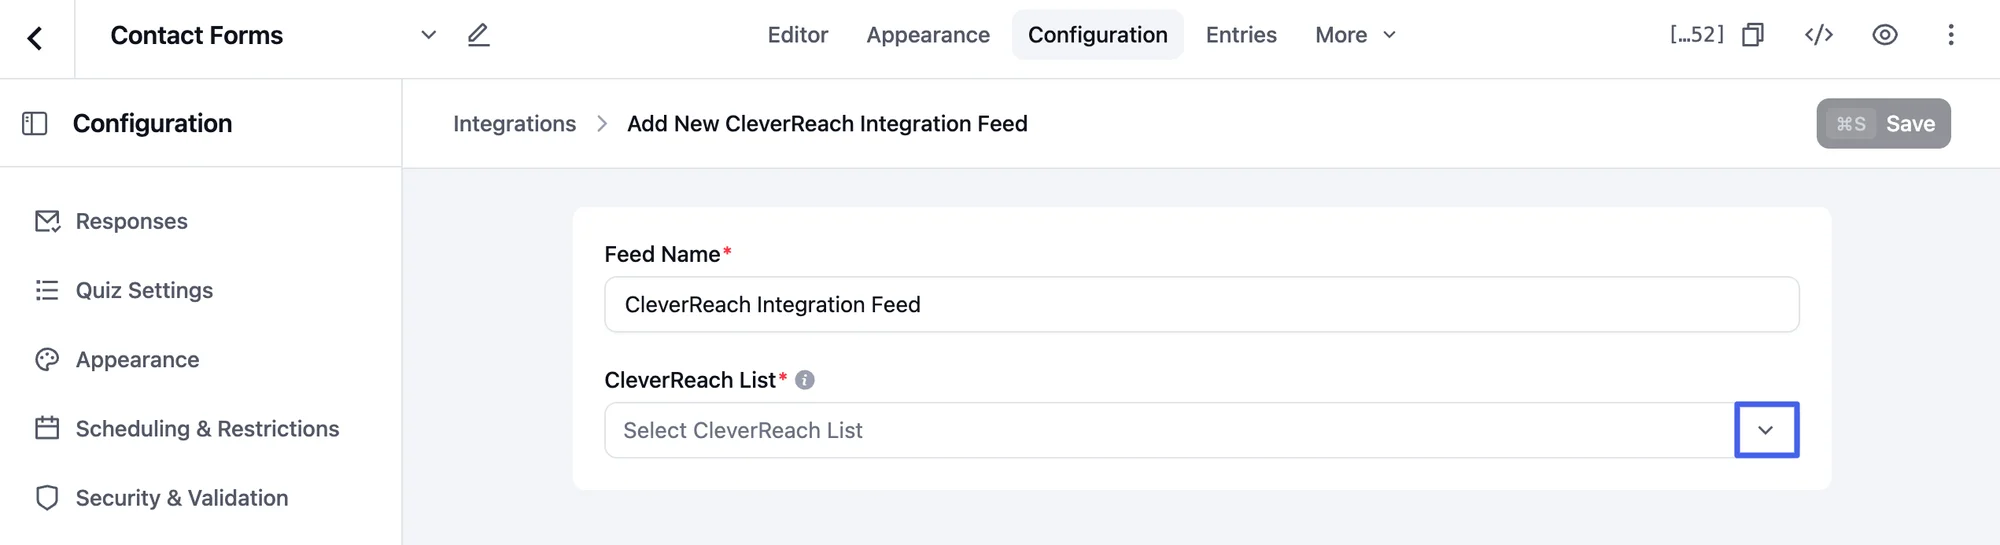 Contact Forms
Editor Appearance Configuration Entries More
[...52]
Configuration
Integrations Add New CleverReach Integration Feed
⌘S Save
Responses
Quiz Settings
Appearance
Scheduling & Restrictions
Security & Validation
Feed Name*
CleverReach Integration Feed
CleverReach List*
Select CleverReach List